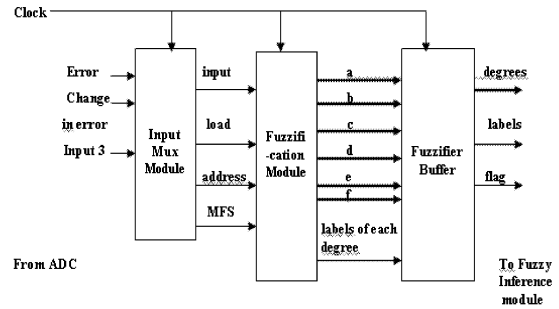 Clock
Error
Change
in error
Input 3
Input
Mux
Module
input
load
address
MFS
Fuzzifi
-cation
Module
a
b
c
d
e
f
labels of each
degree
Fuzzifier
Buffer
degrees
labels
flag
From ADC
To Fuzzy
Inference
module